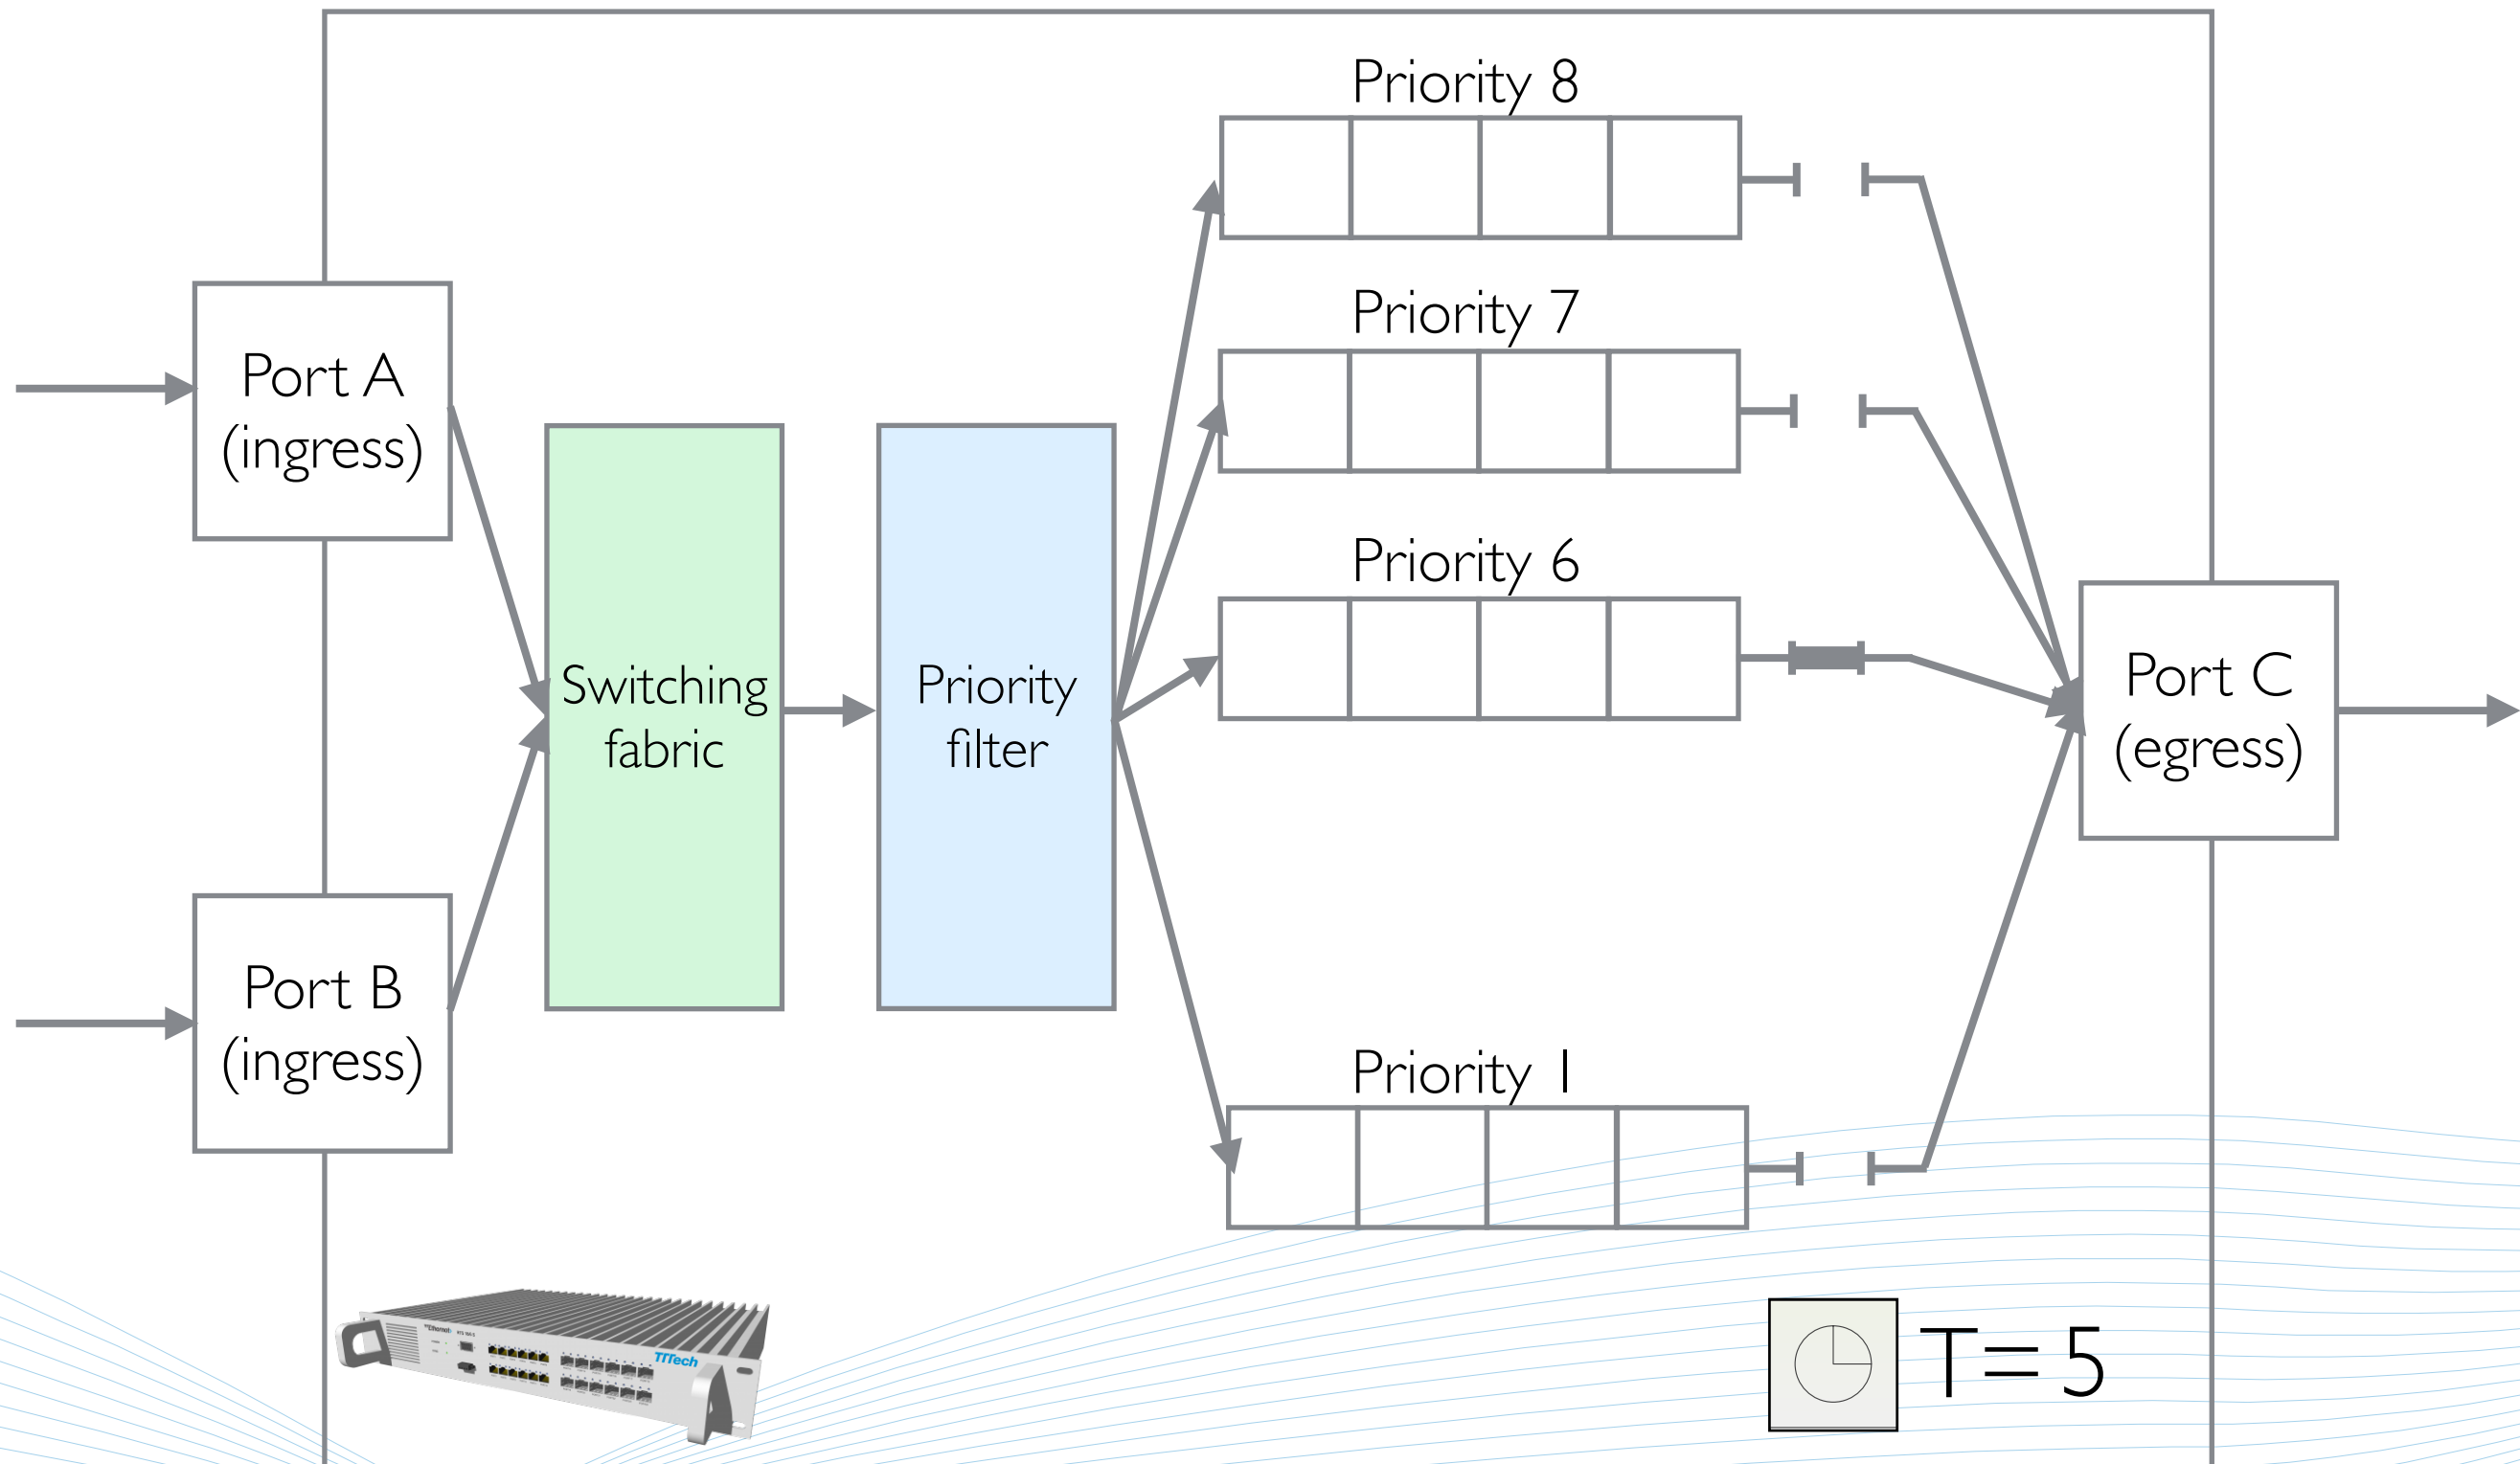 Priority 8
Priority 7
Port A
(ingress)
Priority 6
Switching
fabric
Priority
filter
Port C
(egress)
Port B
(ingress)
Priority 1
TTTech
T= 5